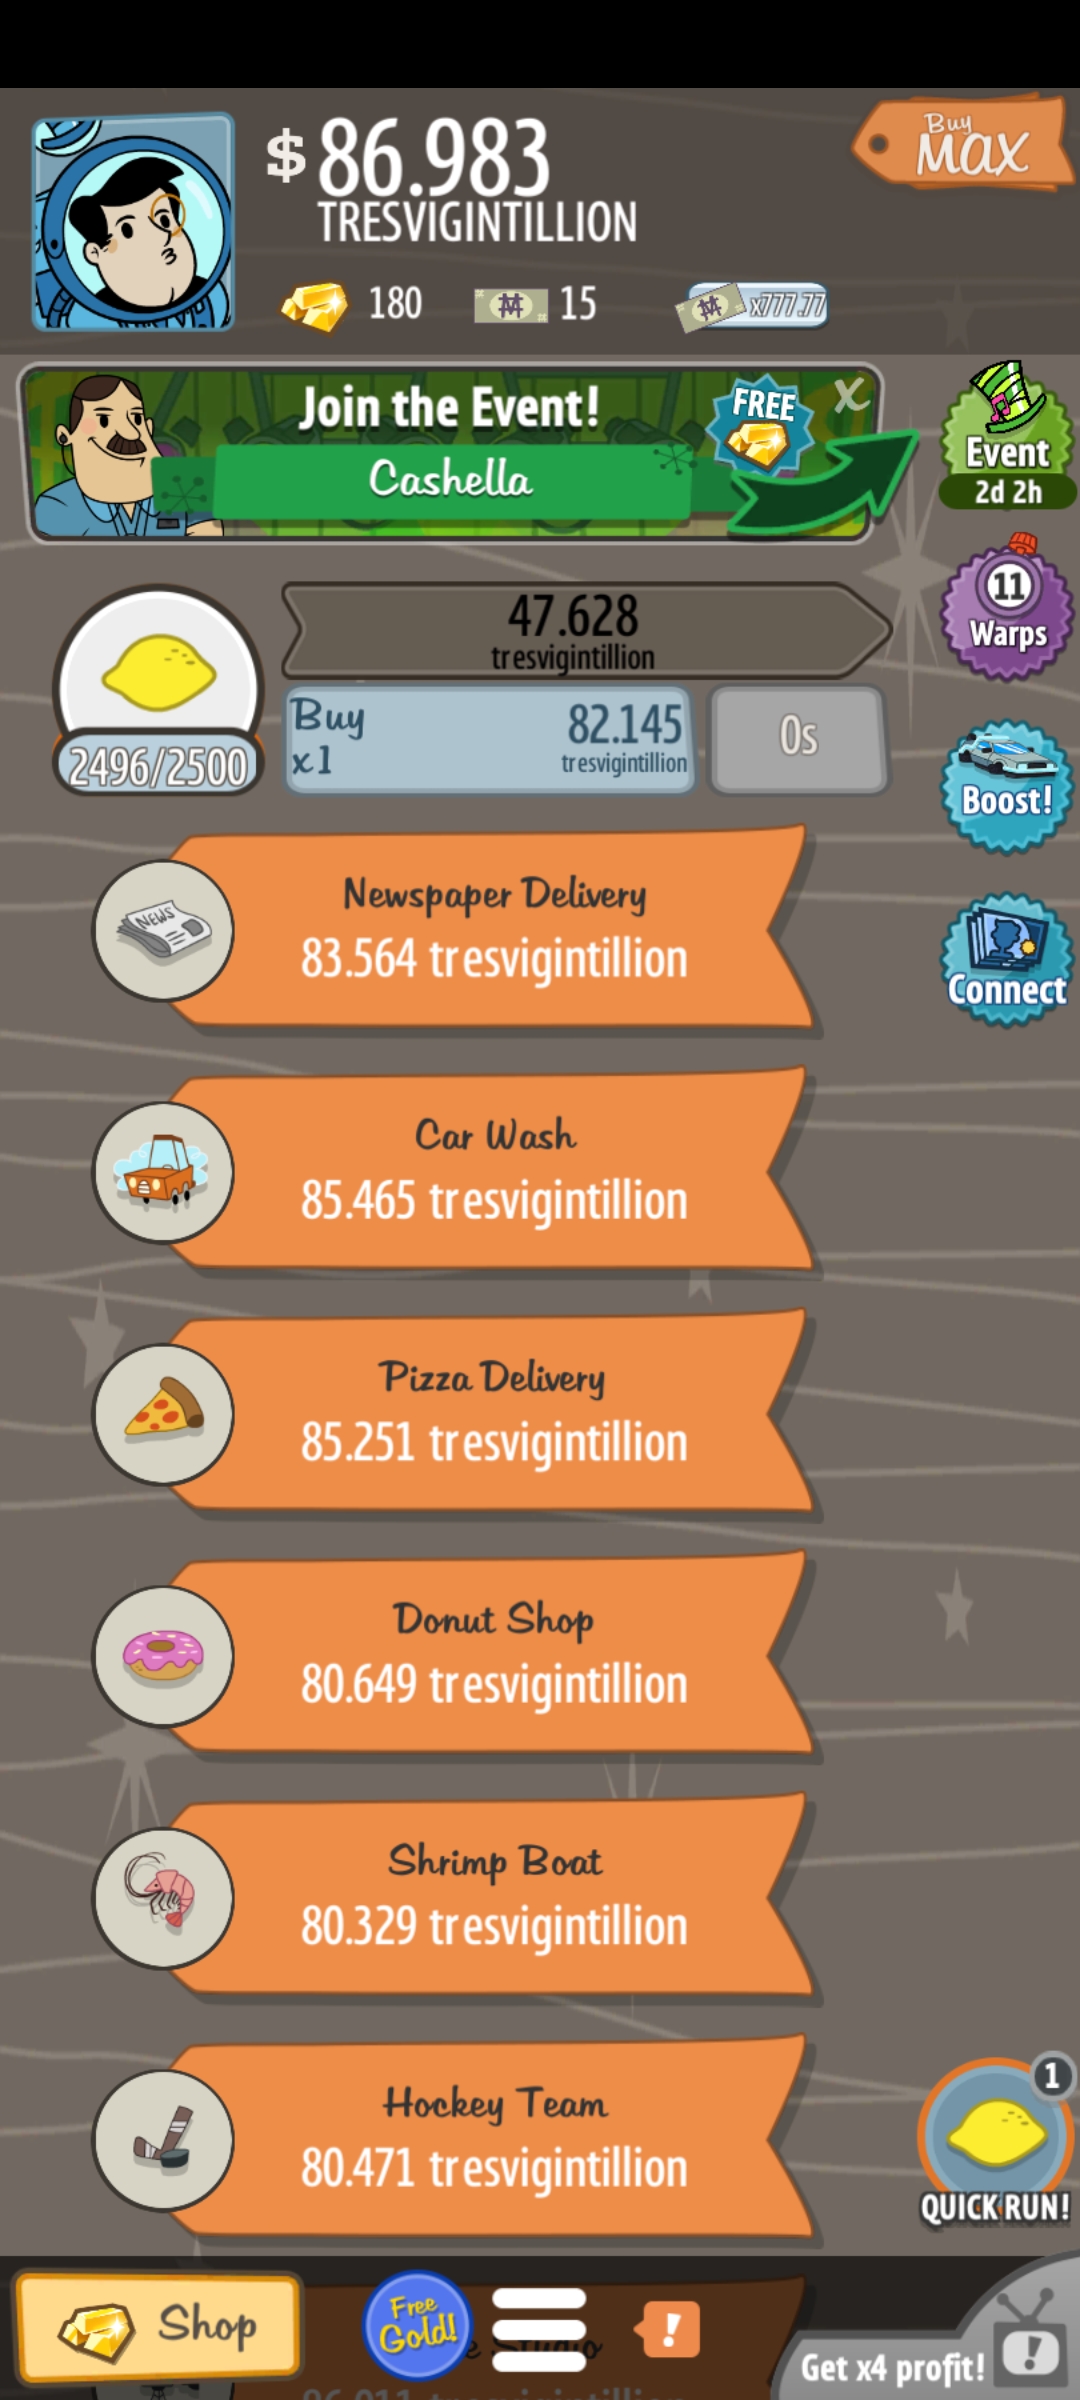 $ 86.983
TRESVIGINTILLION
Buy
MAX
180
15
x777.77
Join the Event!
Cashella
FREE
X
Event
2d 2h
11
Warps
47.628
tresvigintillion
Buy
x1
82.145
tresvigintillion
0s
2496/2500
Boost!
Newspaper Delivery
83.564 tresvigintillion
NEWS
Connect
Car Wash
85.465 tresvigintillion
Pizza Delivery
85.251 tresvigintillion
Donut Shop
80.649 tresvigintillion
Shrimp Boat
80.329 tresvigintillion
Hockey Team
80.471 tresvigintillion
1
QUICK RUN!
Shop
Free
Gold!
!
Get x4 profit!
!